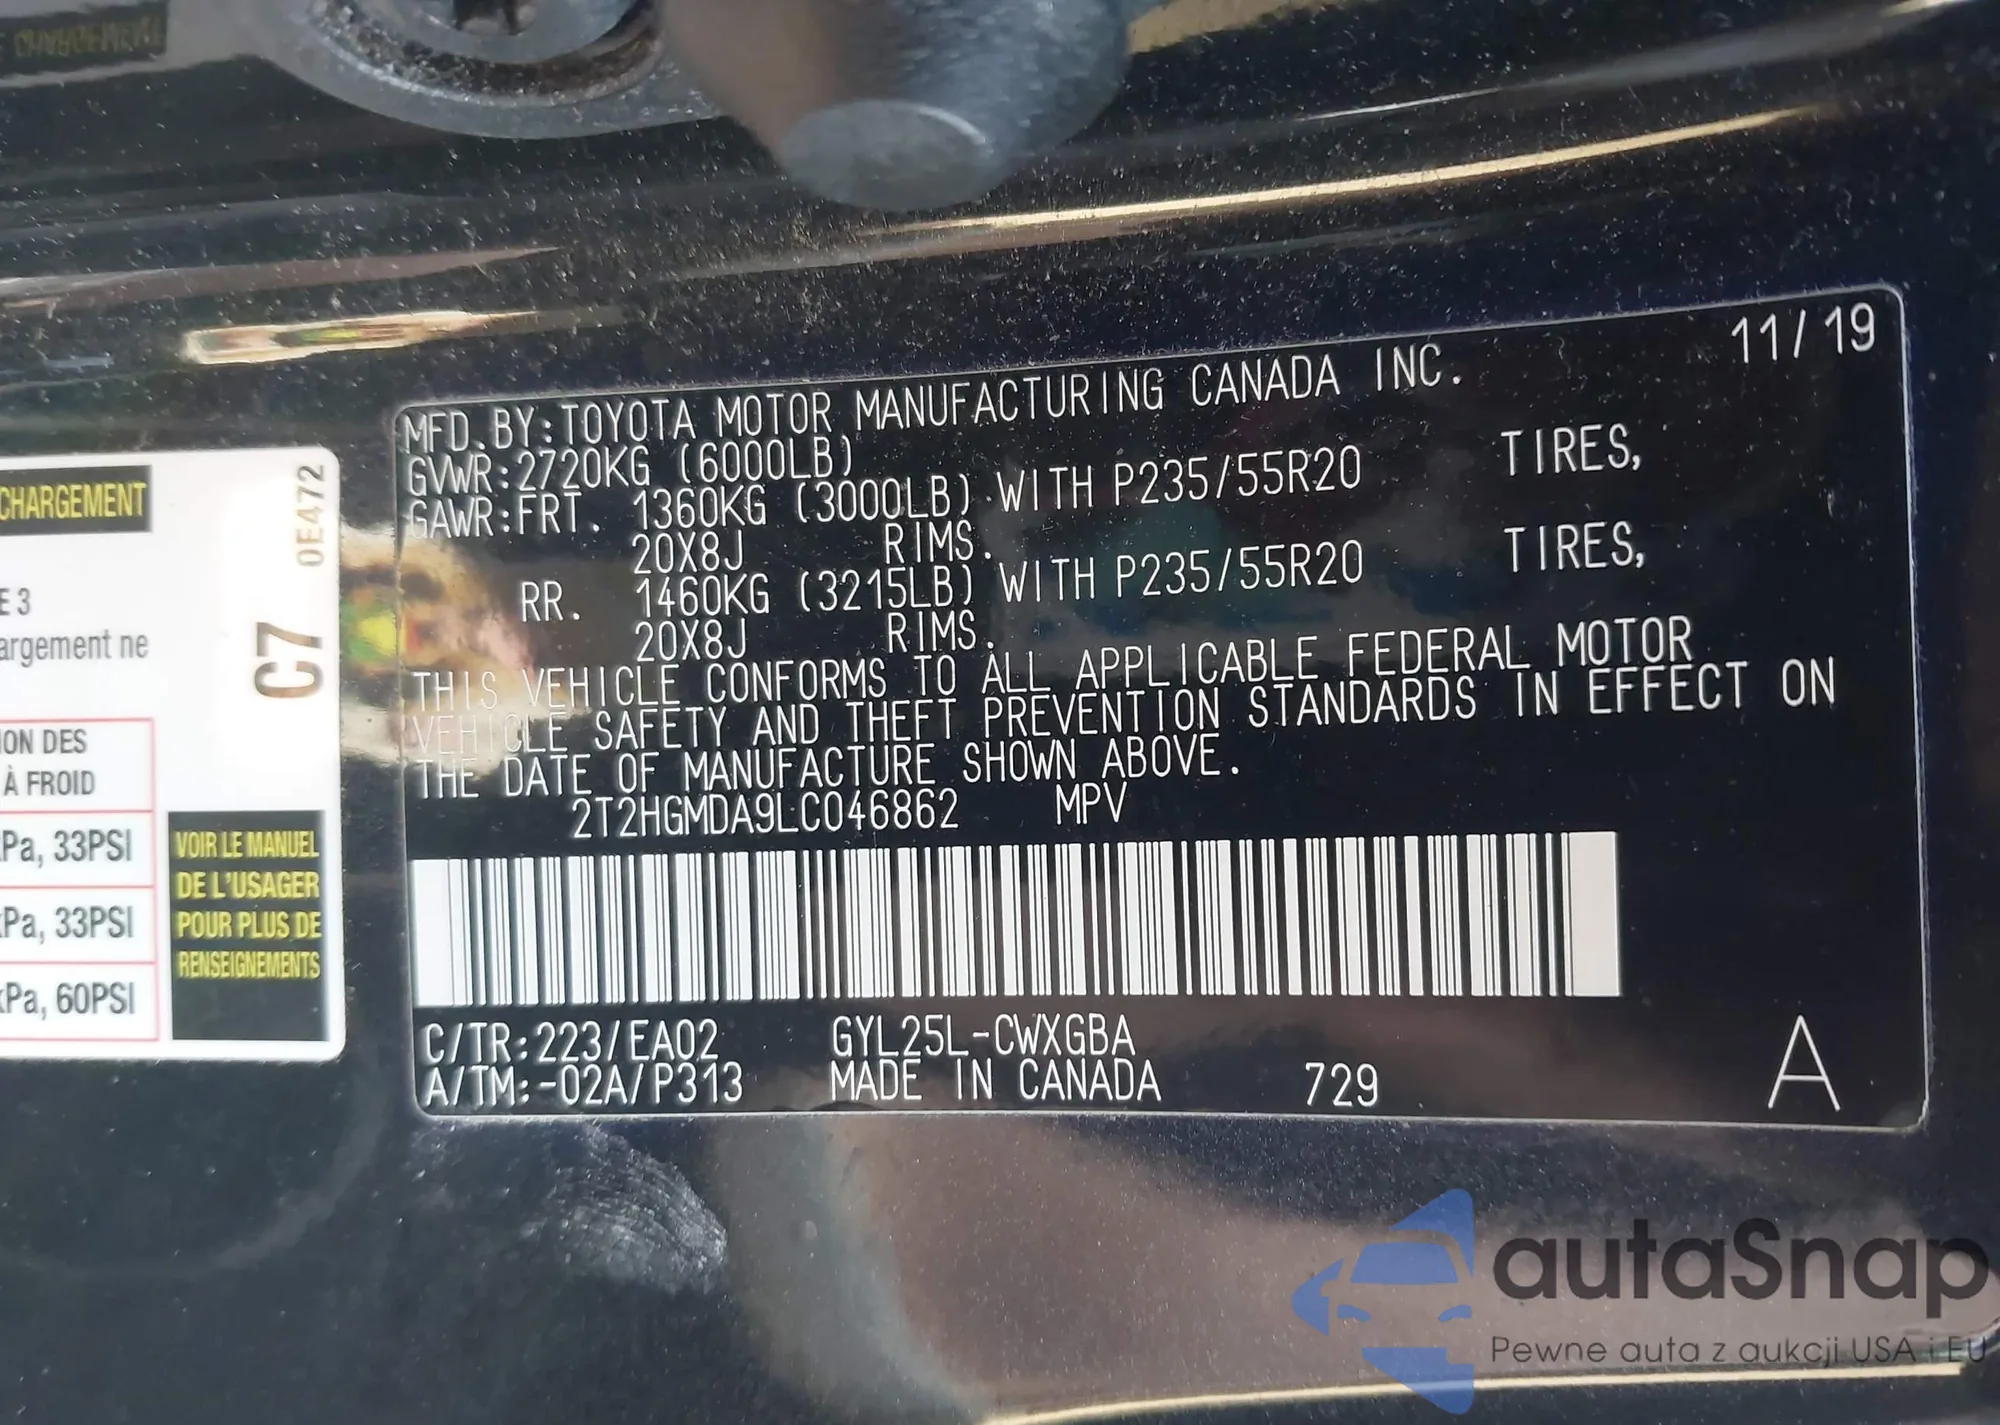 11/19
MFD.BY:TOYOTA MOTOR MANUFACTURING CANADA INC.
GVWR:2720KG (6000LB)
GAWR:FRT. 1360KG (3000LB) WITH P235/55R20 TIRES,
20X8J RIMS.
RR. 1460KG (3215LB) WITH P235/55R20 TIRES,
20X8J RIMS.
THIS VEHICLE CONFORMS TO ALL APPLICABLE FEDERAL MOTOR
VEHICLE SAFETY AND THEFT PREVENTION STANDARDS IN EFFECT ON
THE DATE OF MANUFACTURE SHOWN ABOVE.
2T2HGMDA9LC046862 MPV
C/TR:223/EA02 GYL25L-CWXGBA
A/TM:-02A/P313 MADE IN CANADA 729 A
CHARGEMENT
0E472
C7
E 3
argement ne
ION DES
À FROID
Pa, 33PSI
kPa, 33PSI
kPa, 60PSI
VOIR LE MANUEL
DE L'USAGER
POUR PLUS DE
RENSEIGNEMENTS
autaSnap
Pewne auta z aukcji USA i EU